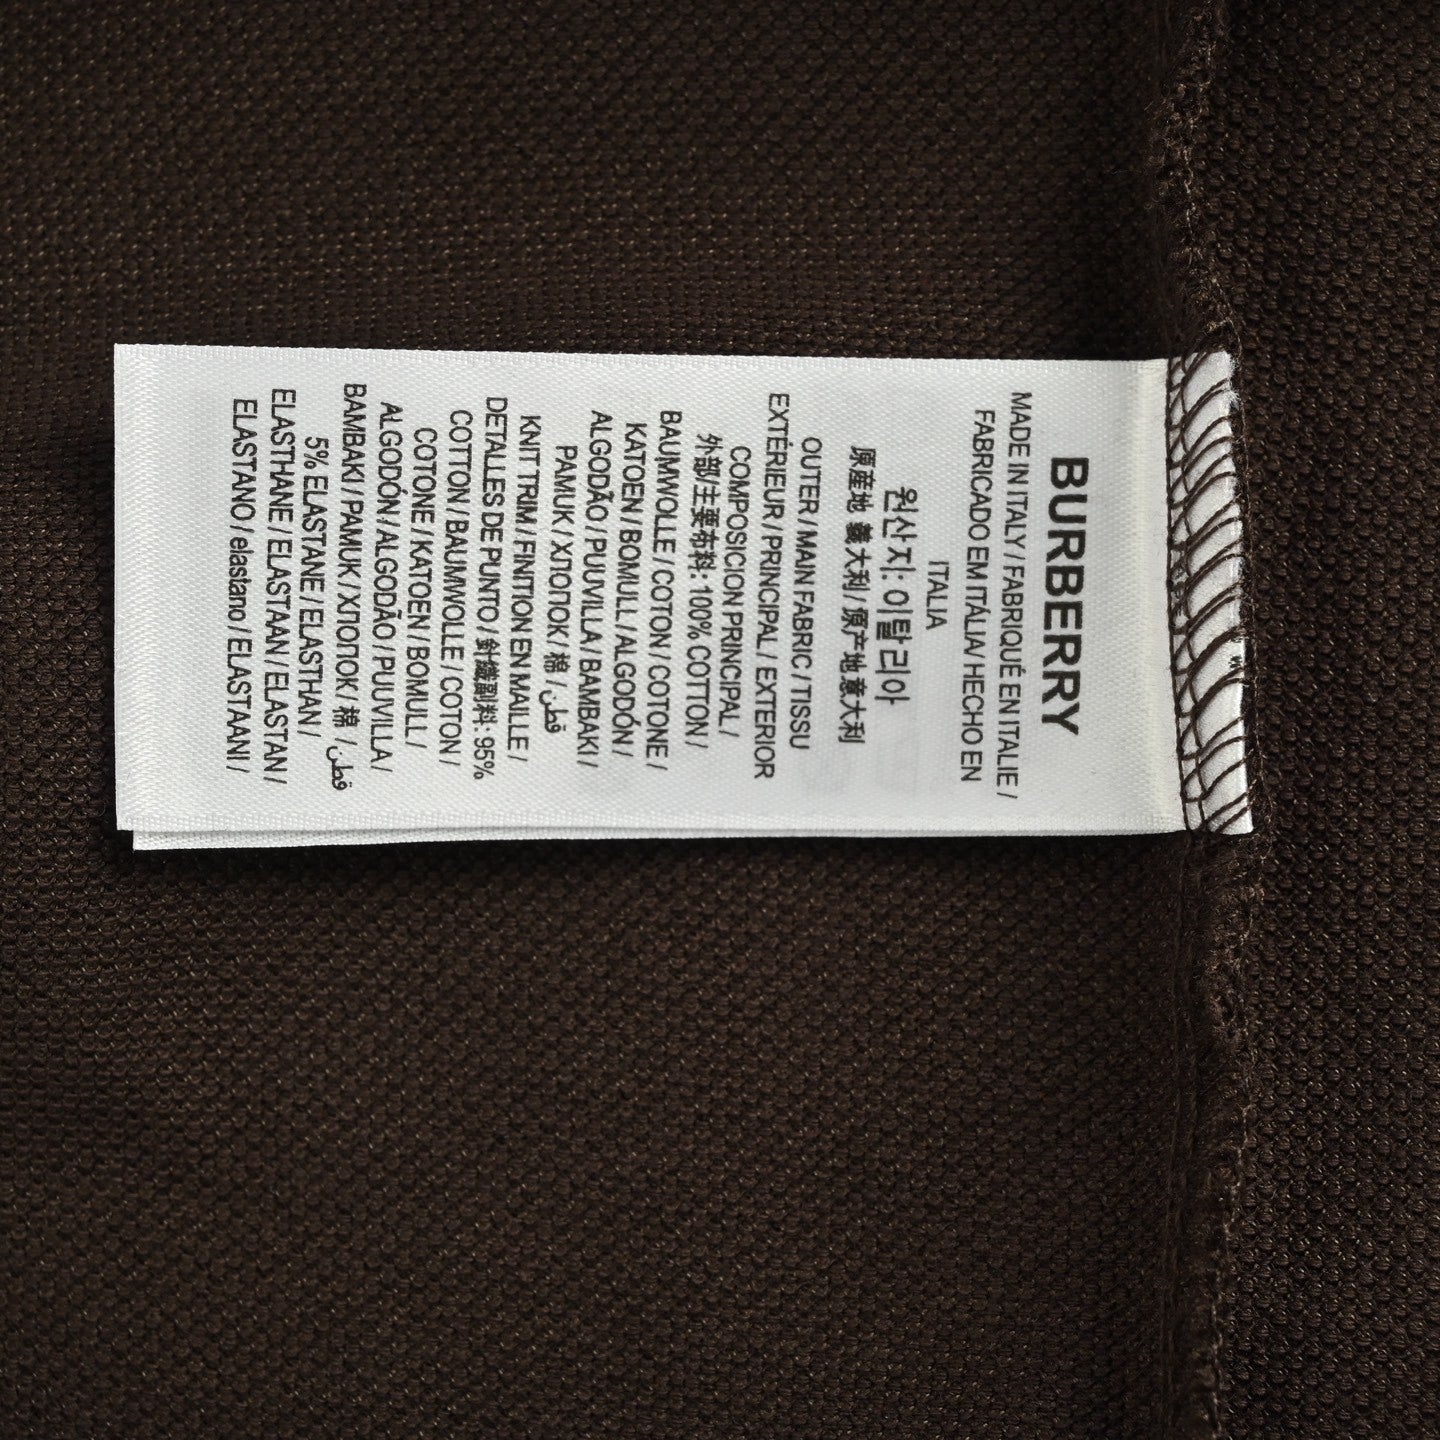 BURBERRY
MADE IN ITALY / FABRIQUÉ EN ITALIE /
FABRICADO EM ITÁLIA/ HECHO EN
ITALIA
원산지: 이탈리아
原産地 義大利 / 原产地意大利
OUTER / MAIN FABRIC / TISSU
EXTÉRIEUR / PRINCIPAL / EXTERIOR
COMPOSICION PRINCIPAL /
外部/主要布料: 100% COTTON /
BAUMWOLLE / COTON / COTONE /
KATOEN / BOMULL / ALGODÓN /
ALGODÃO / PUUVILLA / BAMBAKI /
PAMUK / ХЛОПОК / 棉 / قطن
KNIT TRIM / FINITION EN MAILLE /
DETALLES DE PUNTO / 針織副料: 95%
COTTON / BAUMWOLLE / COTON /
COTONE / KATOEN / BOMULL /
ALGODÓN / ALGODÃO / PUUVILLA /
BAMBAKI / PAMUK / ХЛОПОК / 棉 / قطن
5% ELASTANE / ELASTHAN /
ELASTHANE / ELASTAAN / ELASTAN /
ELASTANO / elastano / ELASTAANI /